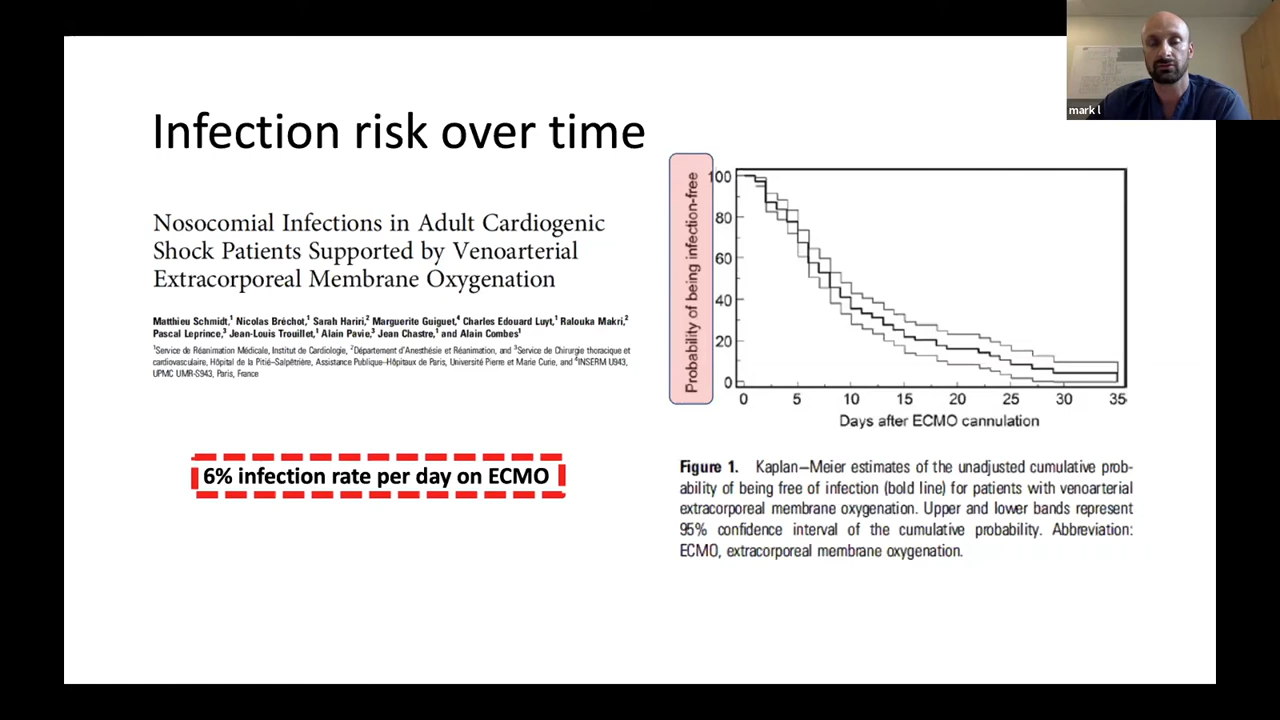 mark l
Infection risk over time
Nosocomial Infections in Adult Cardiogenic
Shock Patients Supported by Venoarterial
Extracorporeal Membrane Oxygenation
Matthieu Schmidt,¹ Nicolas Bréchot,¹ Sarah Hariri,² Marguerite Guiguet,⁴ Charles Edouard Luyt,¹ Ralouka Makri,²
Pascal Leprince,³ Jean-Louis Trouillet,¹ Alain Pavie,³ Jean Chastre,¹ and Alain Combes¹
¹Service de Réanimation Médicale, Institut de Cardiologie, ²Département d'Anesthésie et Réanimation, and ³Service de Chirurgie thoracique et
cardiovasculaire, Hôpital de la Pitié–Salpêtrière, Assistance Publique–Hôpitaux de Paris, Université Pierre et Marie Curie, and ⁴INSERM U943,
UPMC UMR-S943, Paris, France
6% infection rate per day on ECMO
Probability of being infection-free
100
80
60
40
20
0
0 5 10 15 20 25 30 35
Days after ECMO cannulation
Figure 1. Kaplan–Meier estimates of the unadjusted cumulative prob-
ability of being free of infection (bold line) for patients with venoarterial
extracorporeal membrane oxygenation. Upper and lower bands represent
95% confidence interval of the cumulative probability. Abbreviation:
ECMO, extracorporeal membrane oxygenation.